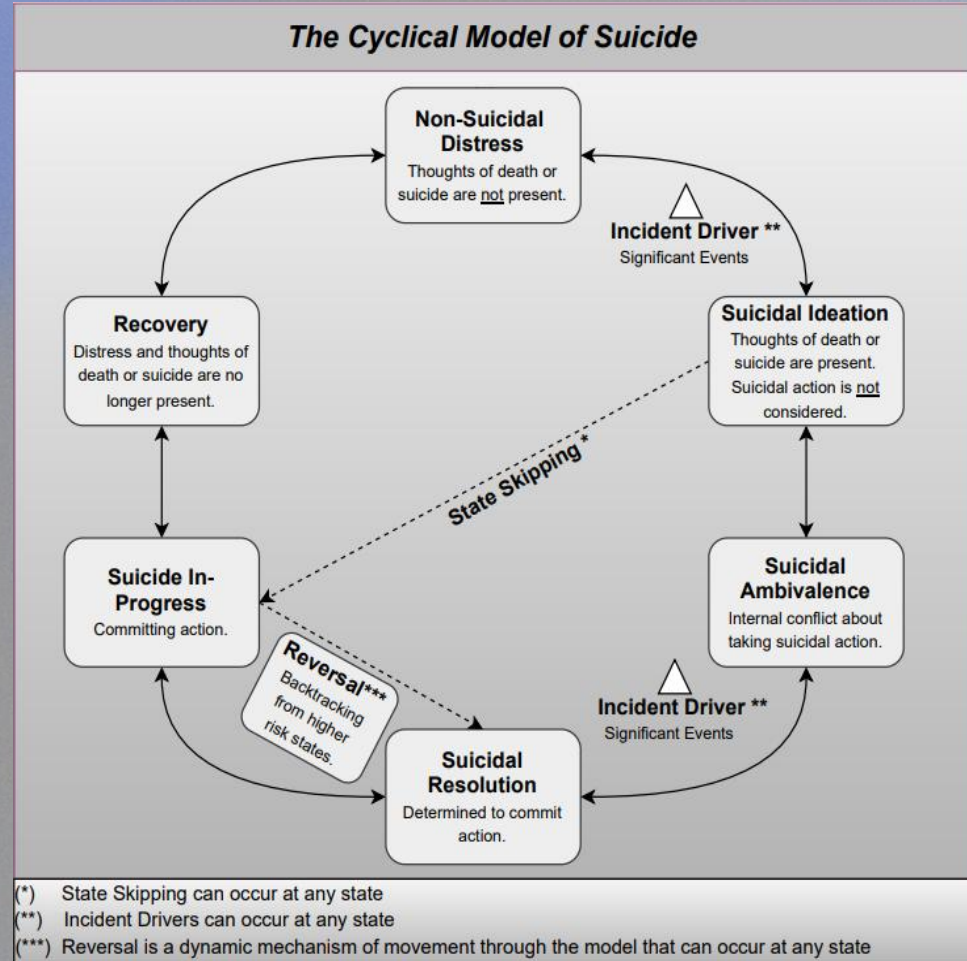 The Cyclical Model of Suicide
Non-Suicidal
Distress
Thoughts of death or
suicide are not present.
Incident Driver **
Significant Events
Recovery
Distress and thoughts of
death or suicide are no
longer present.
Suicidal Ideation
Thoughts of death or
suicide are present.
Suicidal action is not
considered.
State Skipping *
Suicide In-
Progress
Committing action.
Suicidal
Ambivalence
Internal conflict about
taking suicidal action.
Reversal***
Backtracking
from higher
risk states.
Incident Driver **
Significant Events
Suicidal
Resolution
Determined to commit
action.
(*) State Skipping can occur at any state
(**) Incident Drivers can occur at any state
(***) Reversal is a dynamic mechanism of movement through the model that can occur at any state